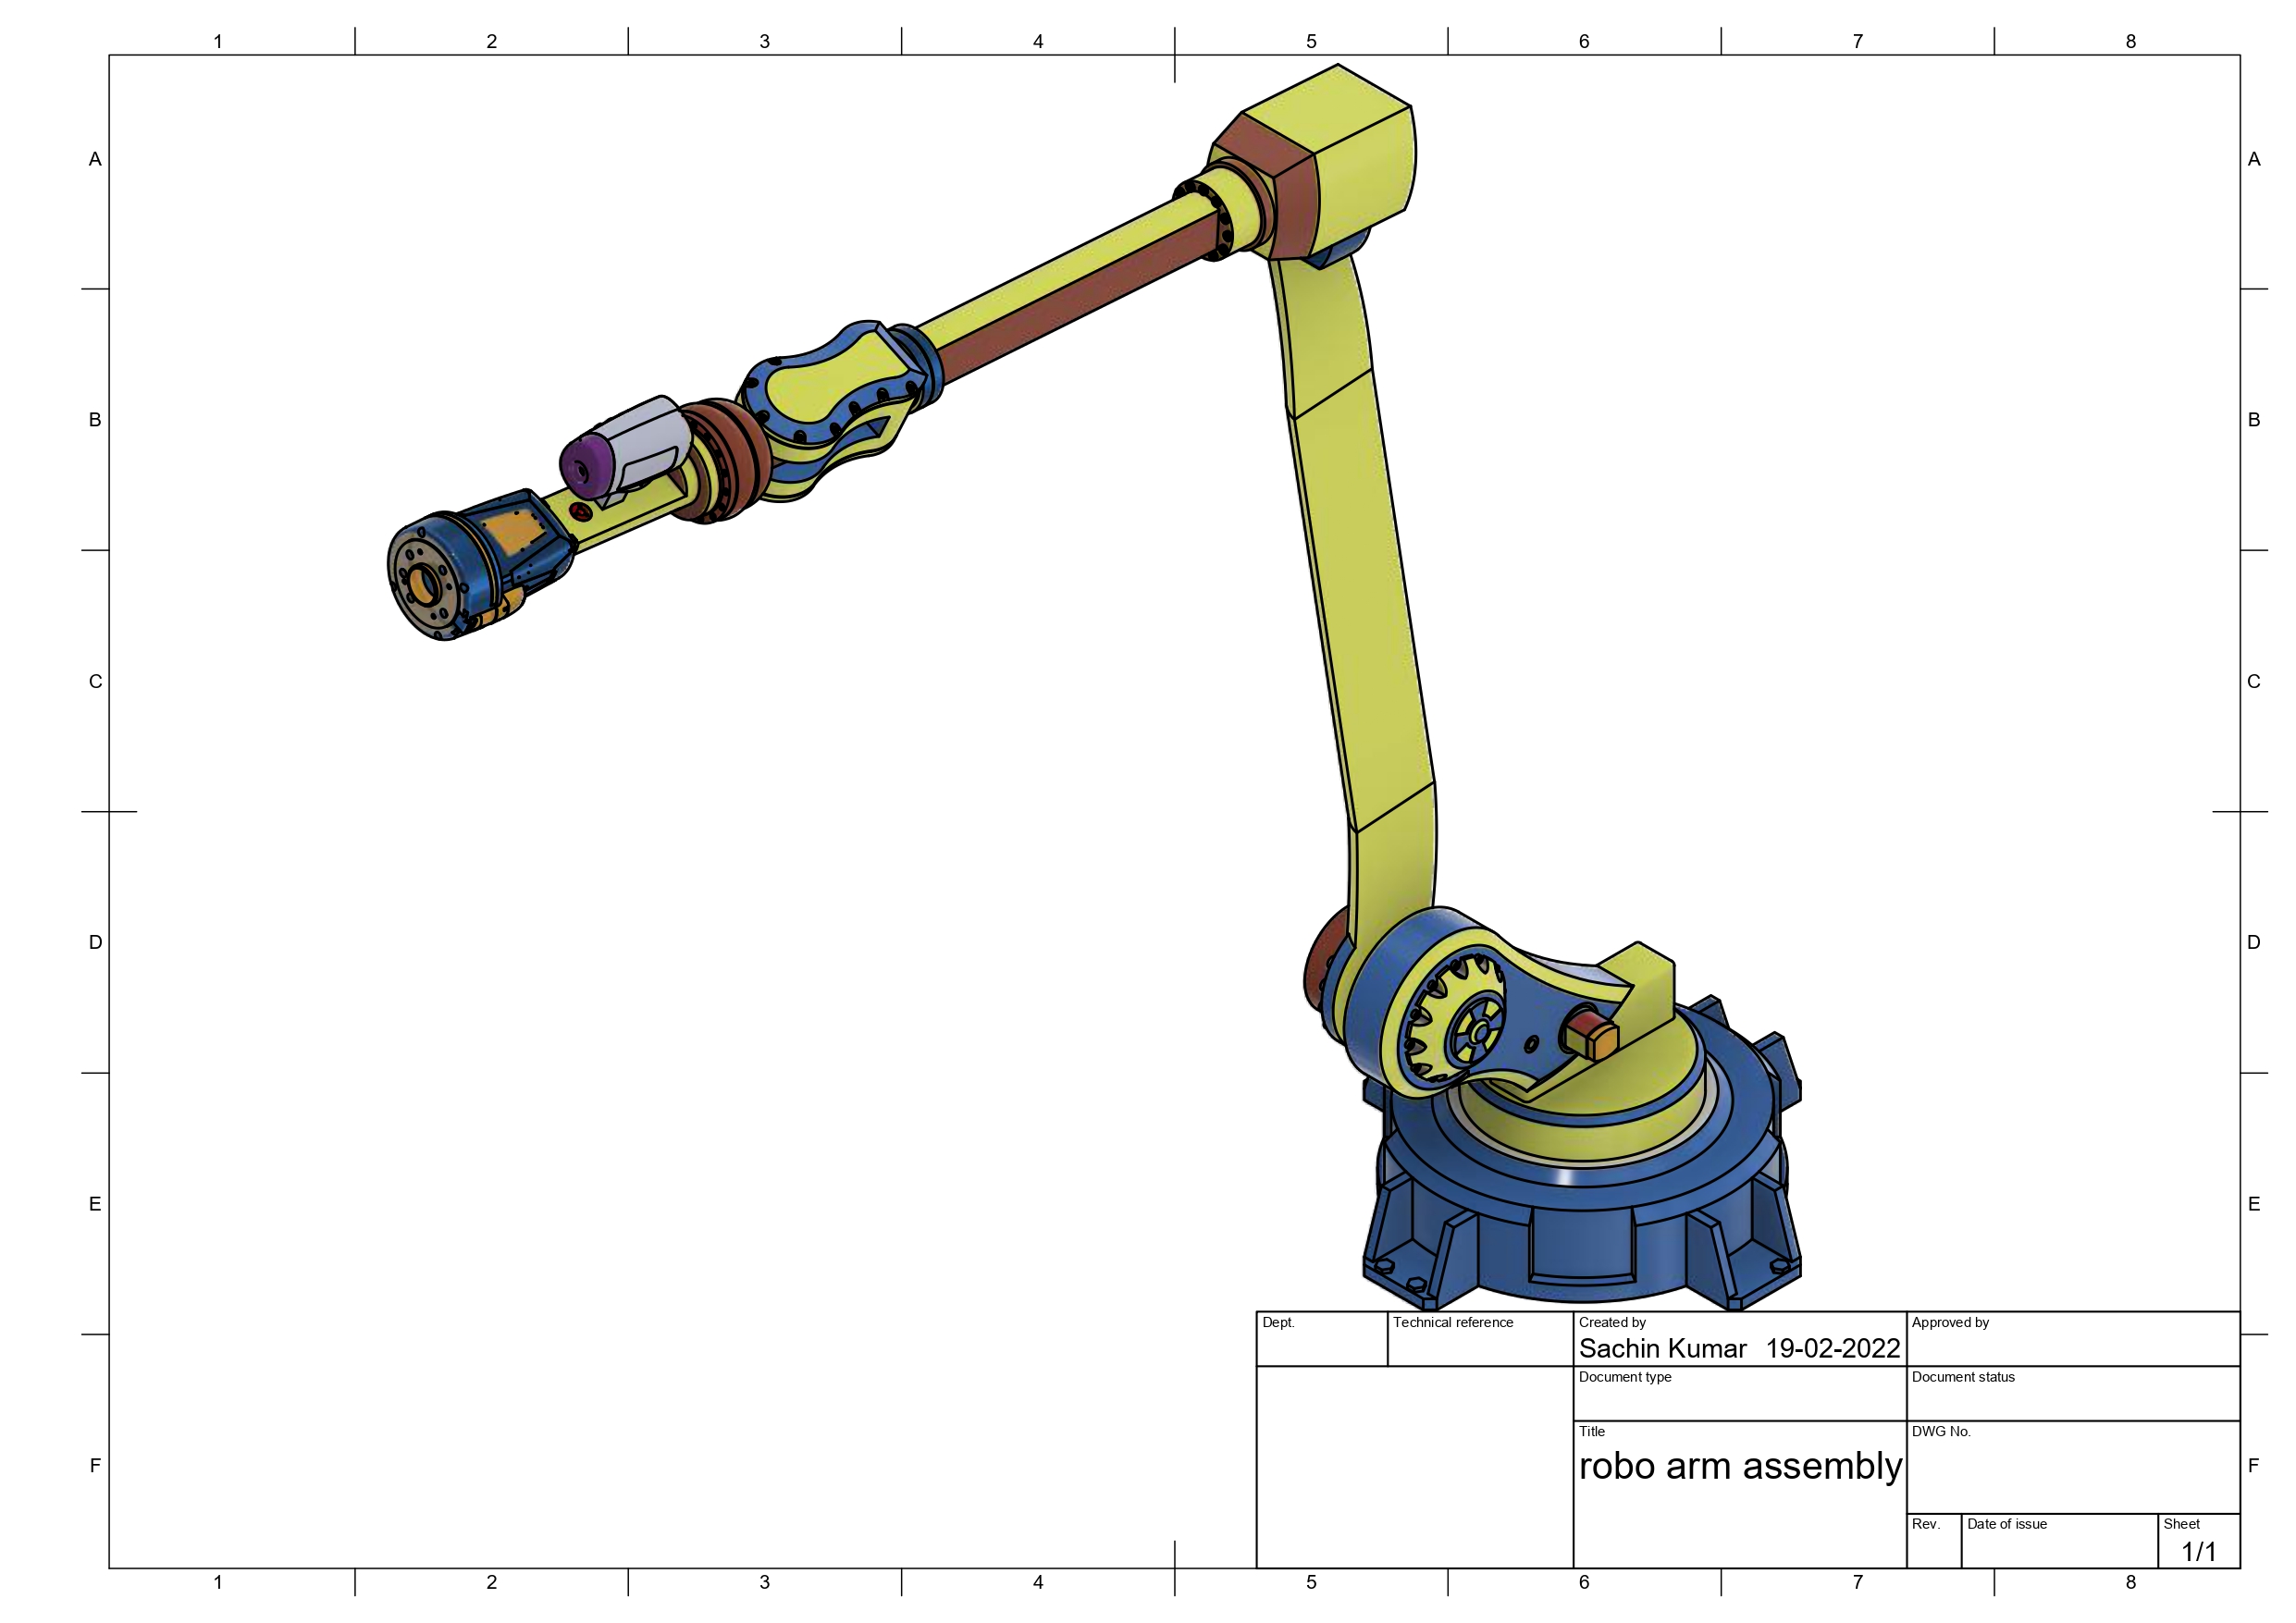 1 2 3 4 5 6 7 8
A A
B B
C C
D D
E E
Dept. Technical reference Created by Approved by
Sachin Kumar 19-02-2022
Document type Document status
Title DWG No.
F robo arm assembly F
Rev. Date of issue Sheet
1/1
1 2 3 4 5 6 7 8